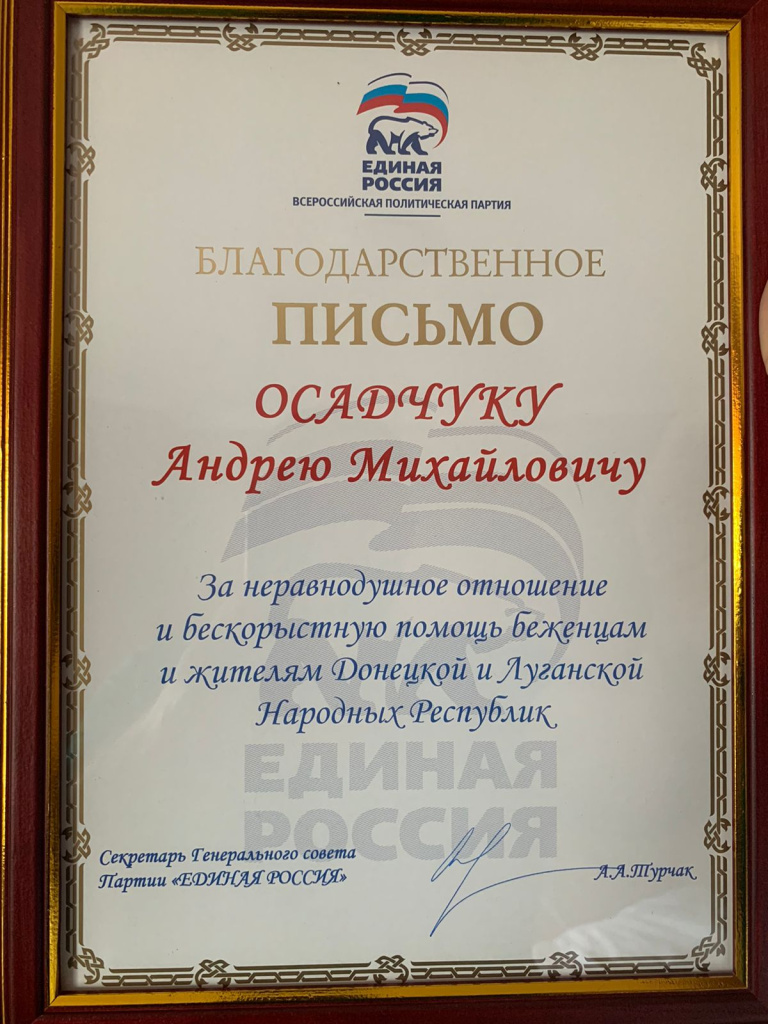 ЕДИНАЯ
РОССИЯ
ВСЕРОССИЙСКАЯ ПОЛИТИЧЕСКАЯ ПАРТИЯ
БЛАГОДАРСТВЕННОЕ
ПИСЬМО
ОСАДЧУКУ
Андрею Михайловичу
За неравнодушное отношение
и бескорыстную помощь беженцам
и жителям Донецкой и Луганской
Народных Республик
ЕДИНАЯ
РОССИЯ
Секретарь Генерального совета
Партии «ЕДИНАЯ РОССИЯ»
А.А.Турчак